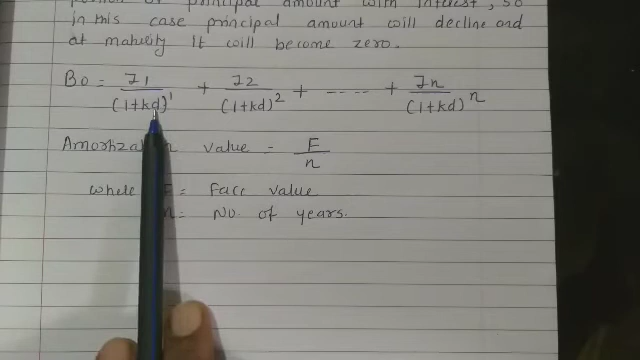 portion of principal amount with interest, so
in this case principal amount will decline and
at maturity it will become zero.
B0 = I1/(1+kd)^1 + I2/(1+kd)^2 + ---- + In/(1+kd)^n
value = F/n
where F = Face value
n = No. of years.